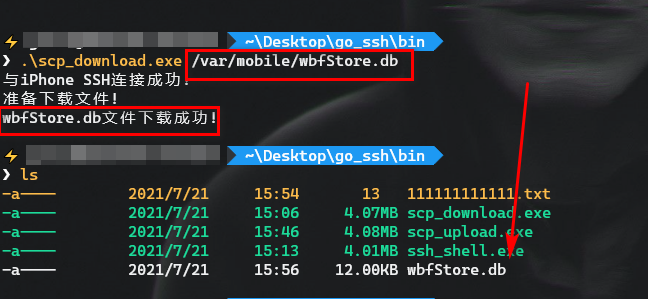 ~\Desktop\go_ssh\bin
❯ .\scp_download.exe /var/mobile/wbfStore.db
与iPhone SSH连接成功!
准备下载文件!
wbfStore.db文件下载成功!
~\Desktop\go_ssh\bin
❯ ls
-a---- 2021/7/21 15:54 13 111111111111.txt
-a---- 2021/7/21 15:06 4.07MB scp_download.exe
-a---- 2021/7/21 15:46 4.08MB scp_upload.exe
-a---- 2021/7/21 15:13 4.01MB ssh_shell.exe
-a---- 2021/7/21 15:56 12.00KB wbfStore.db